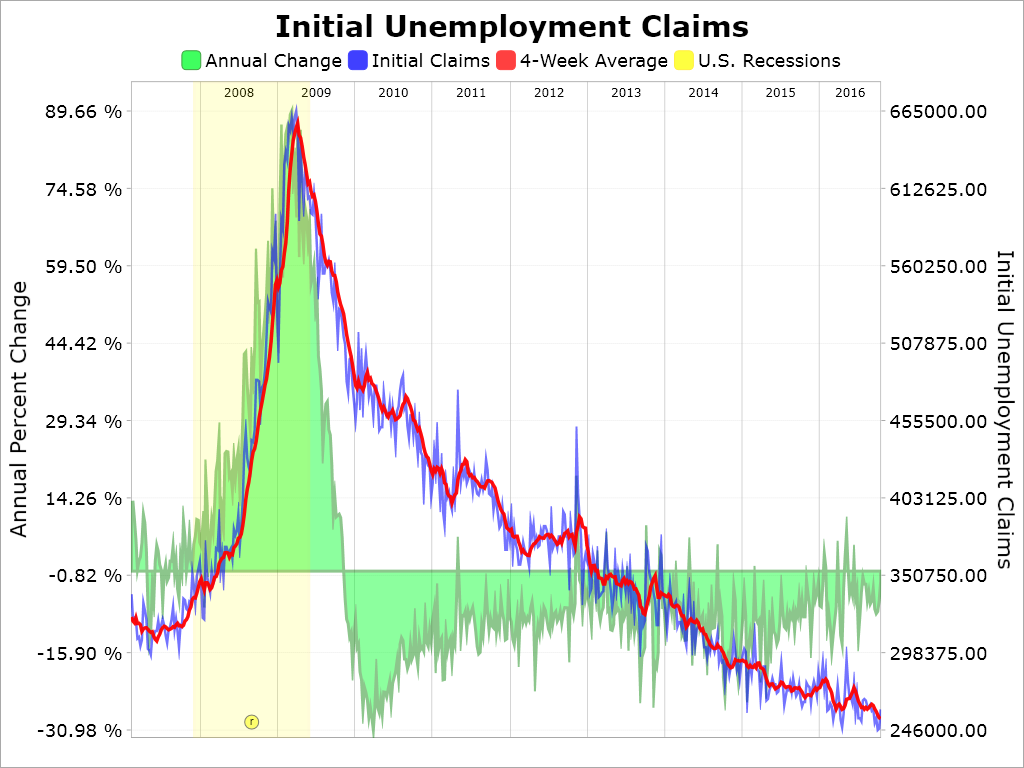 Initial Unemployment Claims
Annual Change Initial Claims 4-Week Average U.S. Recessions
2008 2009 2010 2011 2012 2013 2014 2015 2016
89.66 % 665000.00
74.58 % 612625.00
59.50 % 560250.00
44.42 % 507875.00
29.34 % 455500.00
14.26 % 403125.00
-0.82 % 350750.00
-15.90 % 298375.00
-30.98 % 246000.00
Annual Percent Change
Initial Unemployment Claims
r